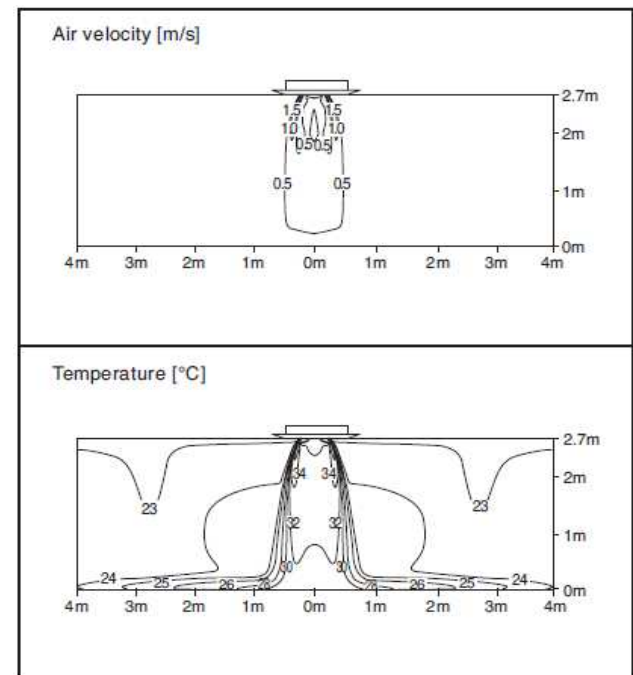 Air velocity [m/s]
2.7m
1.5 1.5
1.0 1.0
2m
0.5 0.5
0.5 0.5
1m
0m
4m 3m 2m 1m 0m 1m 2m 3m 4m
Temperature [°C]
2.7m
34 34
2m
23 23
32 32
1m
30 30
24 25 26 28 28 26 25 24
0m
4m 3m 2m 1m 0m 1m 2m 3m 4m